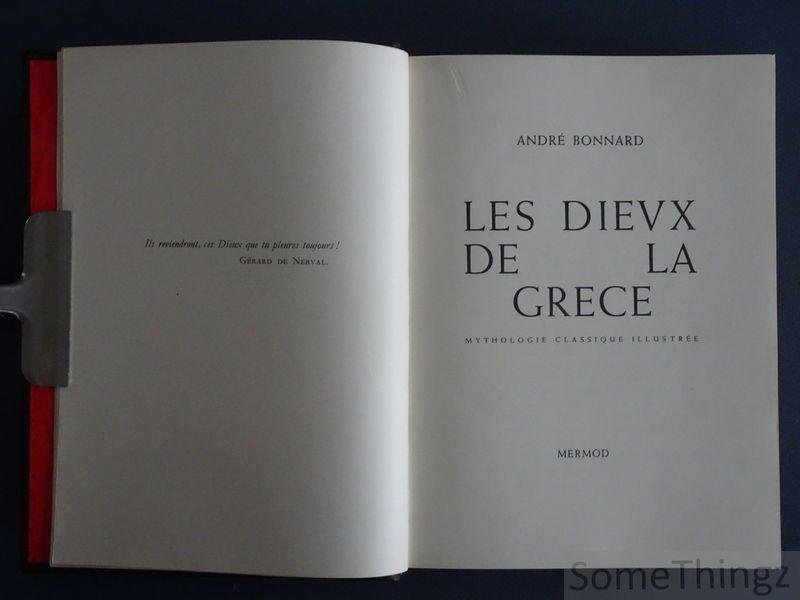 Ils reviendront, ces Dieux que tu pleures toujours !
GÉRARD DE NERVAL.
ANDRÉ BONNARD
LES DIEVX
DE LA
GRECE
MYTHOLOGIE CLASSIQUE ILLUSTRÉE
MERMOD
SomeThingz